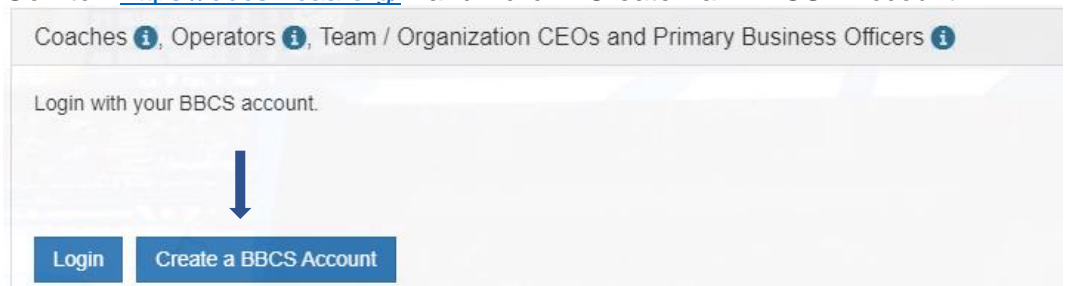 Coaches i, Operators i, Team / Organization CEOs and Primary Business Officers i
Login with your BBCS account.
Login Create a BBCS Account